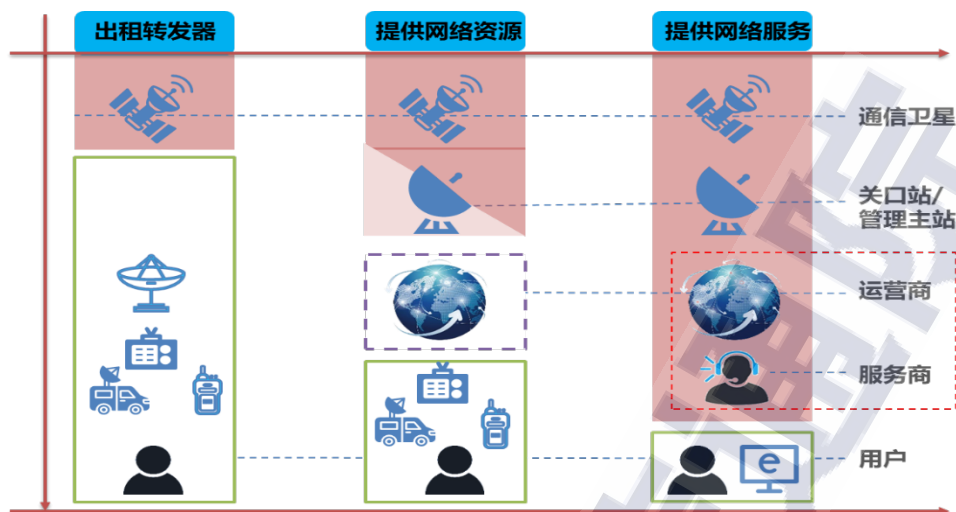 出租转发器
提供网络资源
提供网络服务
通信卫星
关口站/
管理主站
运营商
服务商
用户
e